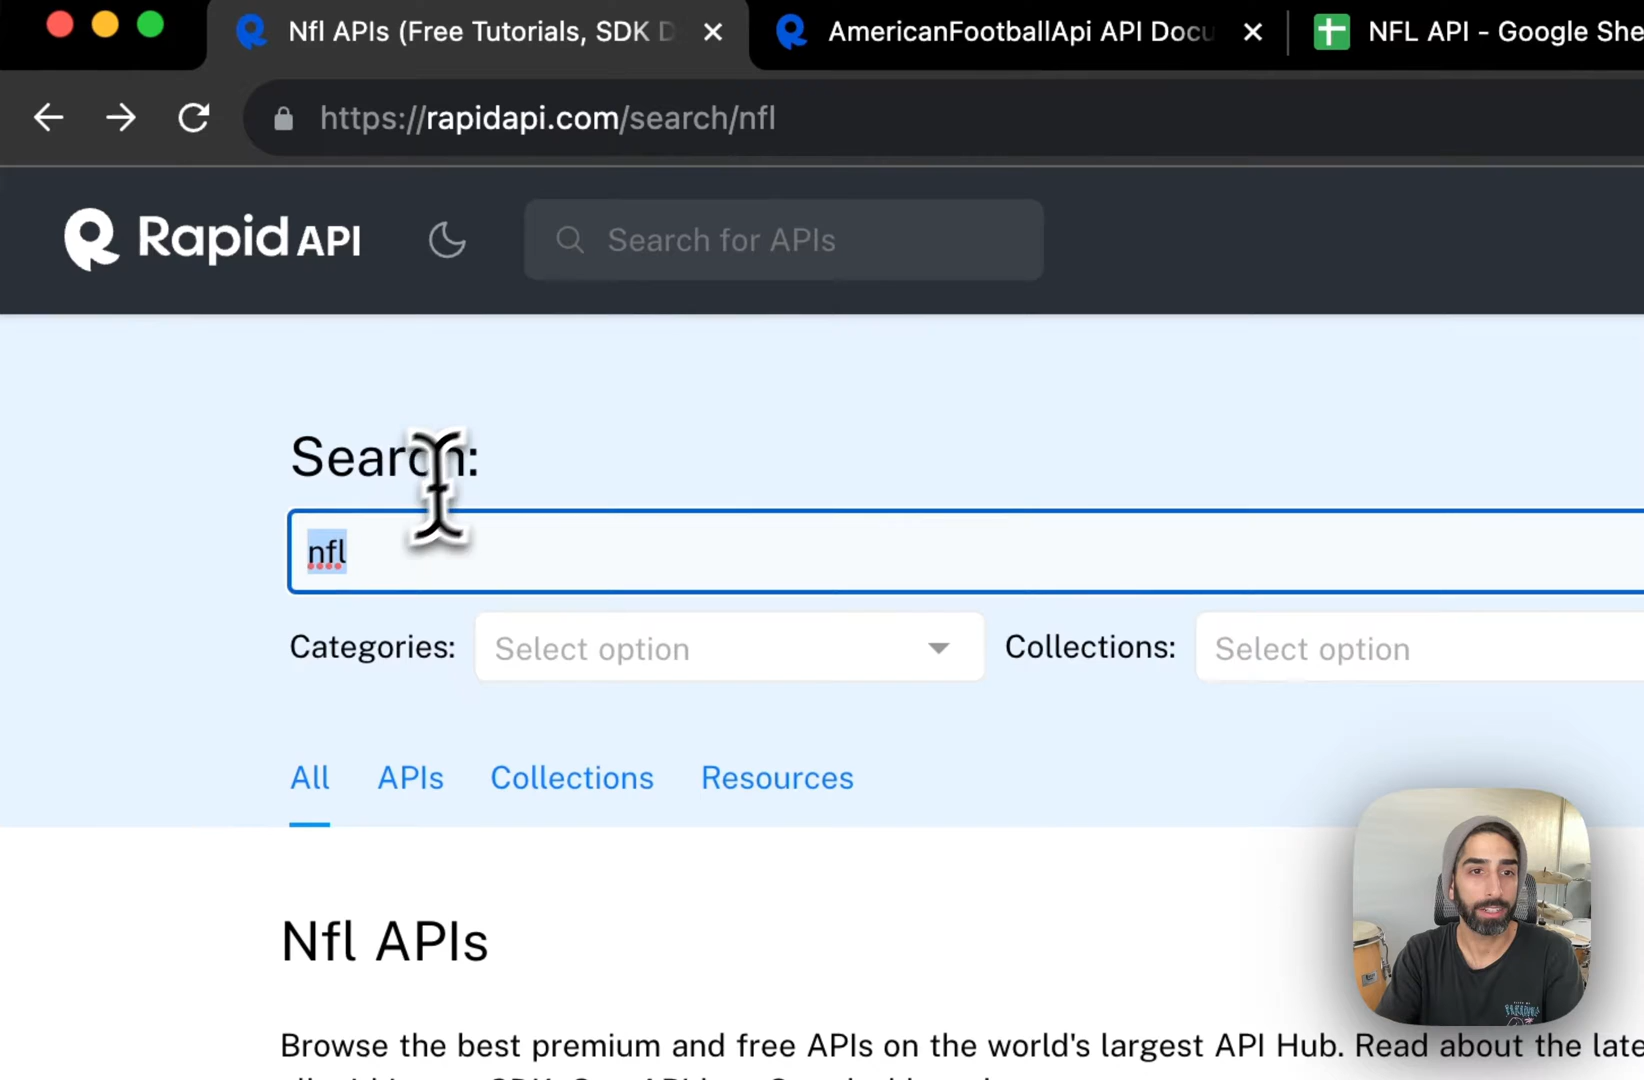 Nfl APIs (Free Tutorials, SDK D
AmericanFootballApi API Docu
NFL API - Google She
https://rapidapi.com/search/nfl
Rapid API
Search for APIs
Search:
nfl
Categories:
Select option
Collections:
Select option
All
APIs
Collections
Resources
Nfl APIs
Browse the best premium and free APIs on the world's largest API Hub. Read about the late